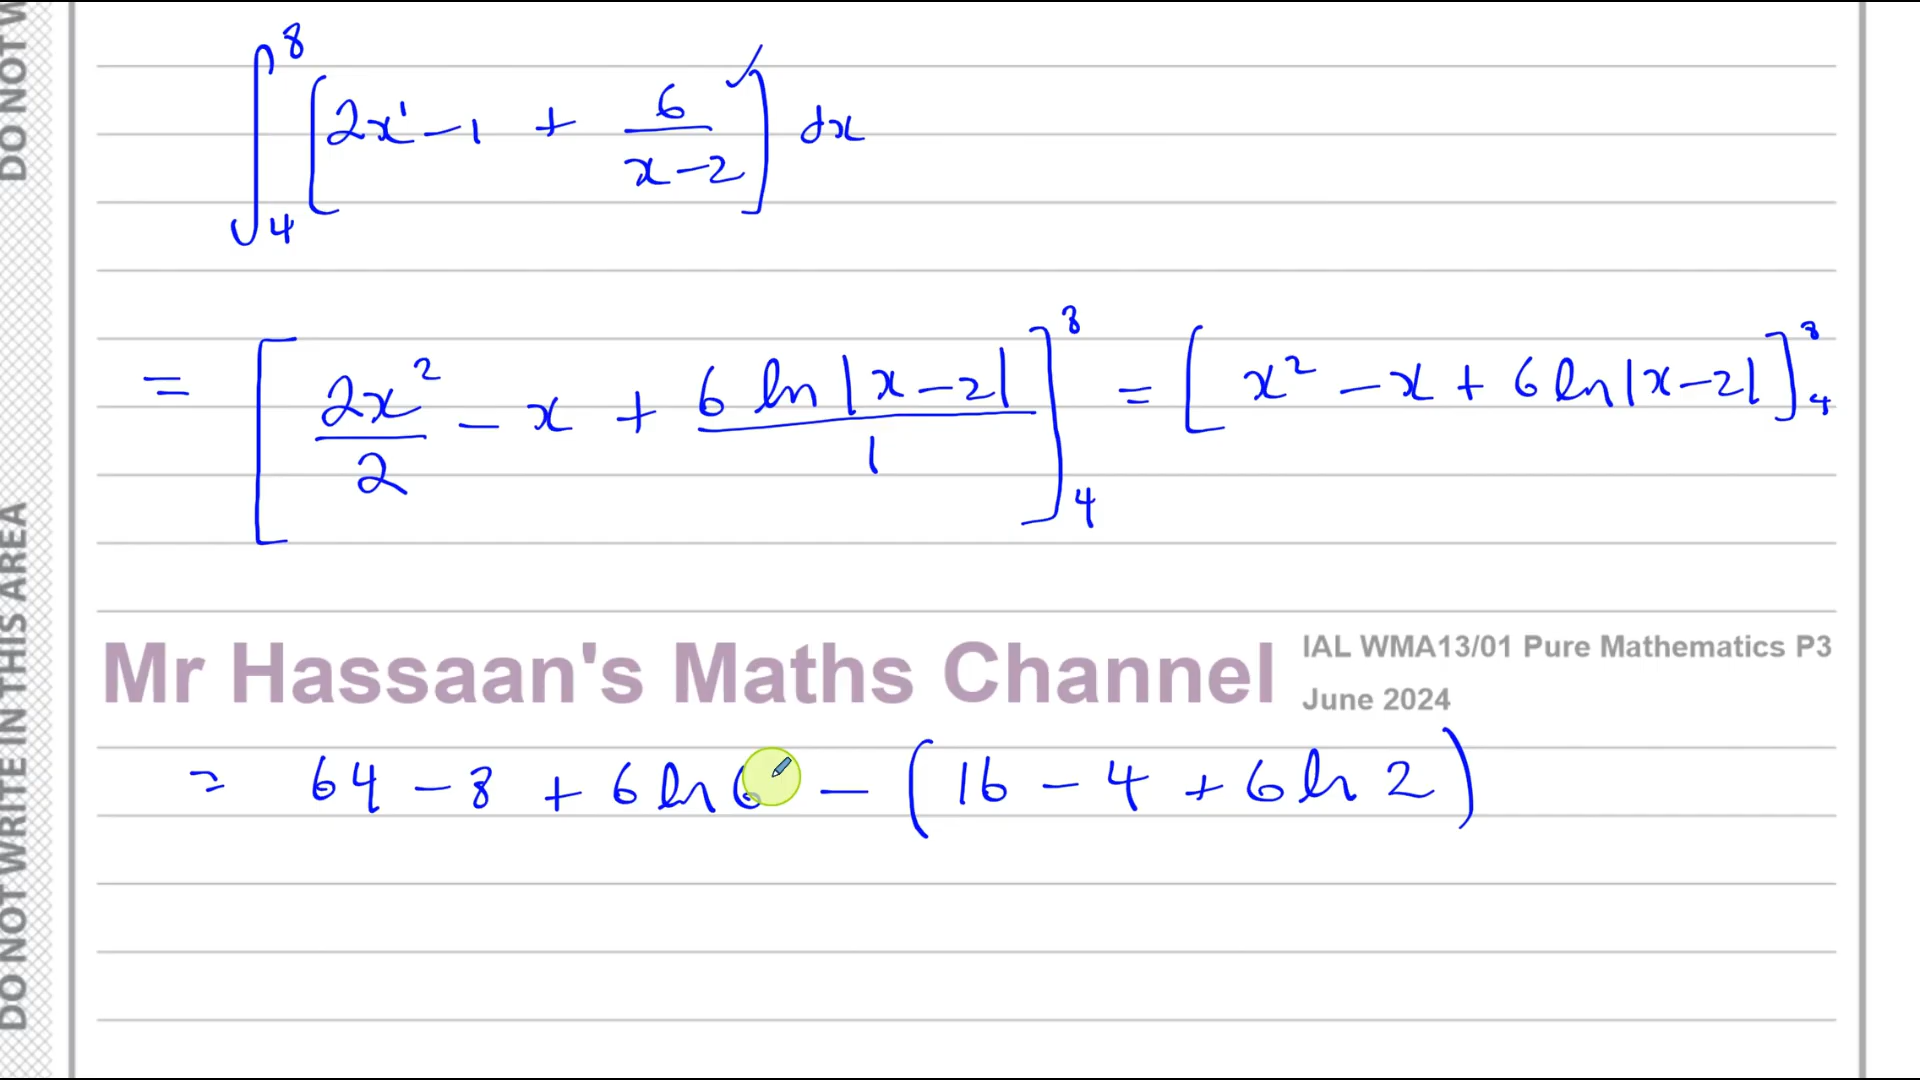 ∫₄⁸ [2x¹ − 1 + 6/(x−2)] dx
= [2x²/2 − x + 6 ln|x−2|/1]₄⁸ = [x² − x + 6 ln|x−2|]₄⁸
Mr Hassaan's Maths Channel
IAL WMA13/01 Pure Mathematics P3
June 2024
= 64 − 8 + 6 ln 6 − (16 − 4 + 6 ln 2)
DO NOT W
DO NOT WRITE IN THIS AREA